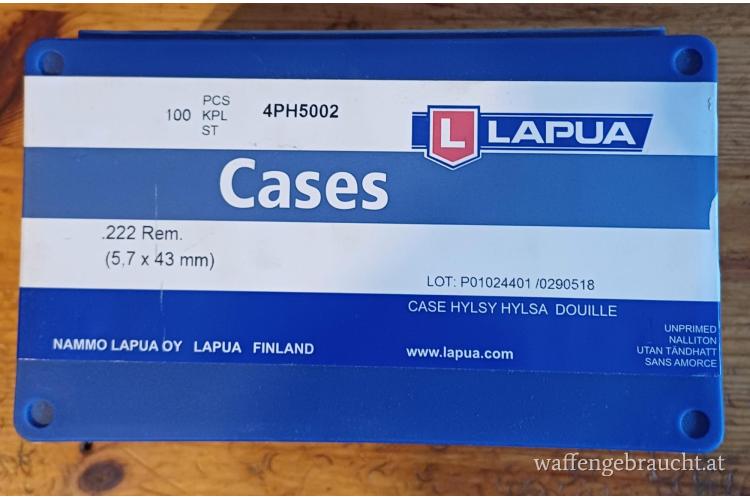 100 PCS 4PH5002
KPL
ST
L LAPUA
Cases
.222 Rem.
(5,7 x 43 mm)
LOT: P01024401 /0290518
CASE HYLSY HYLSA DOUILLE
UNPRIMED
NALLITON
UTAN TÄNDHATT
SANS AMORCE
NAMMO LAPUA OY LAPUA FINLAND
www.lapua.com
waffengebraucht.at